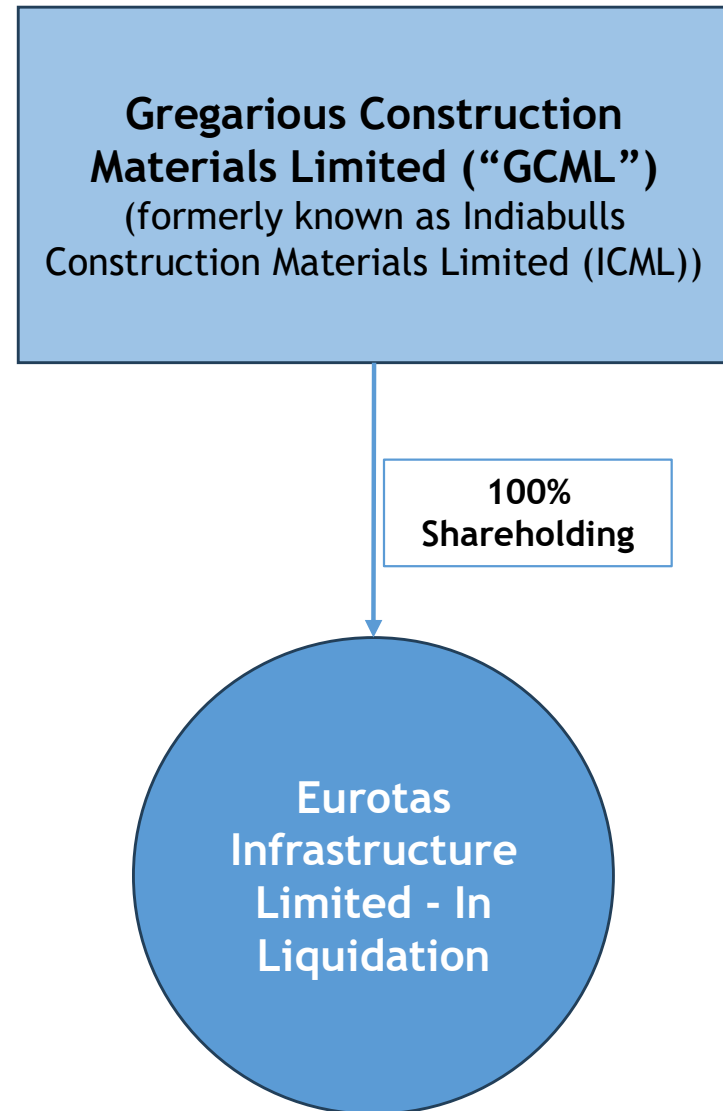 Gregarious Construction
Materials Limited (“GCML”)
(formerly known as Indiabulls
Construction Materials Limited (ICML))
100%
Shareholding
Eurotas
Infrastructure
Limited - In
Liquidation